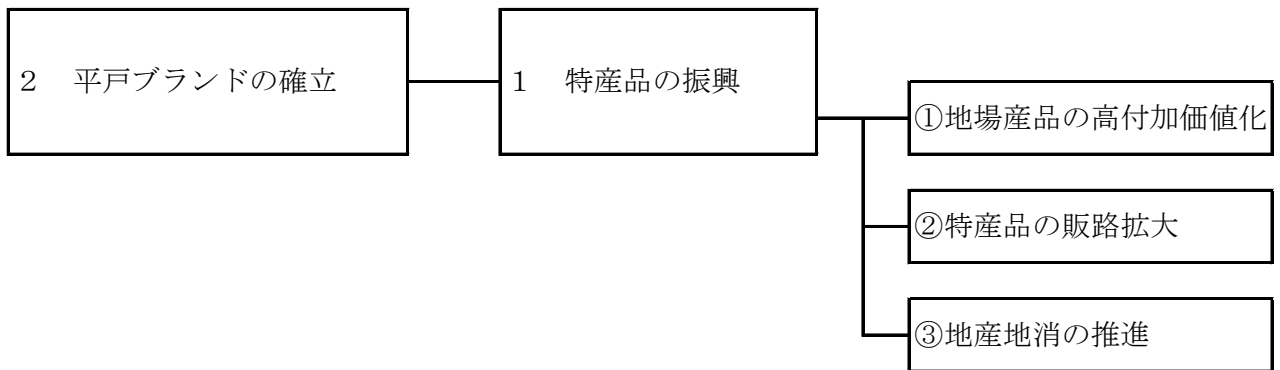 ２　平戸ブランドの確立
１　特産品の振興
①地場産品の高付加価値化
②特産品の販路拡大
③地産地消の推進